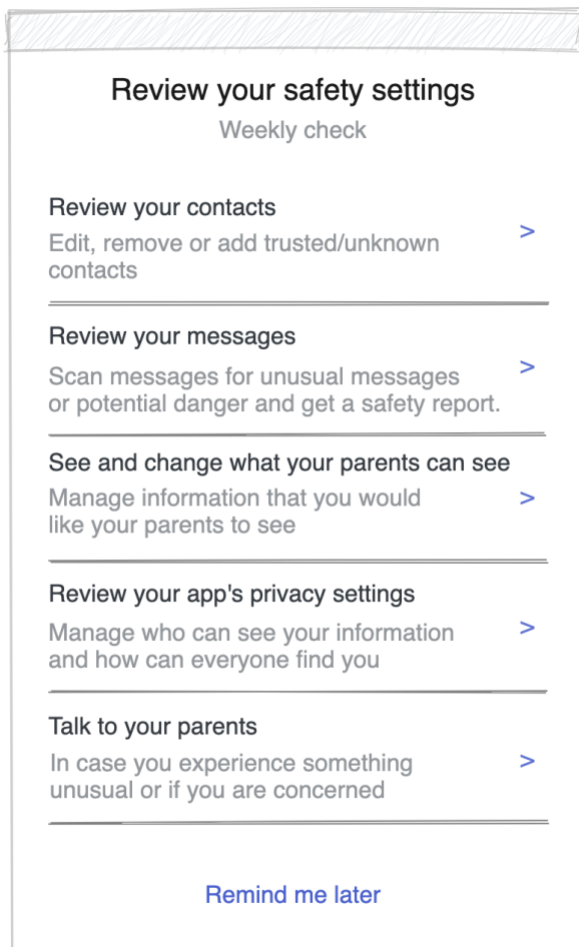 Review your safety settings
Weekly check
Review your contacts
Edit, remove or add trusted/unknown
contacts
>
Review your messages
Scan messages for unusual messages
or potential danger and get a safety report.
>
See and change what your parents can see
Manage information that you would
like your parents to see
>
Review your app's privacy settings
Manage who can see your information
and how can everyone find you
>
Talk to your parents
In case you experience something
unusual or if you are concerned
>
Remind me later